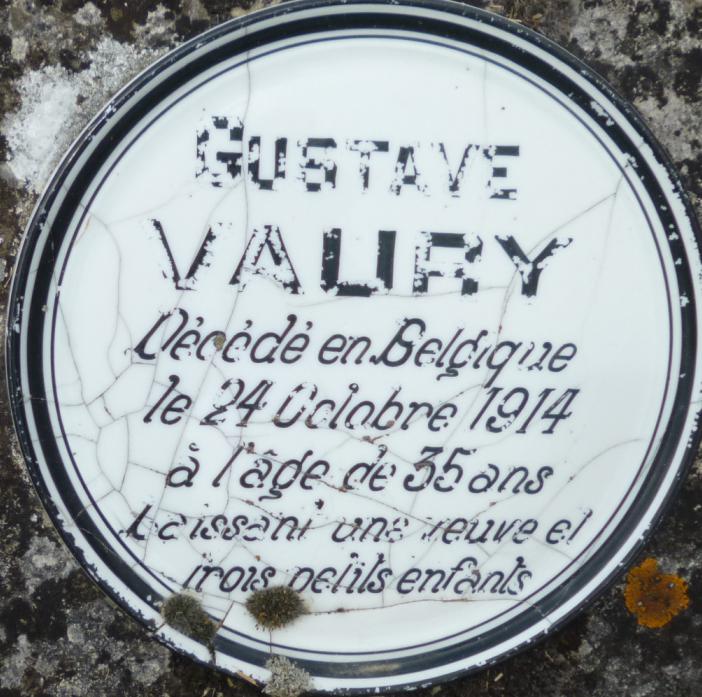 GUSTAVE
VAURY
Décédé en Belgique
le 24 Octobre 1914
à l'âge de 35 ans
Laissant une veuve et
trois petits enfants